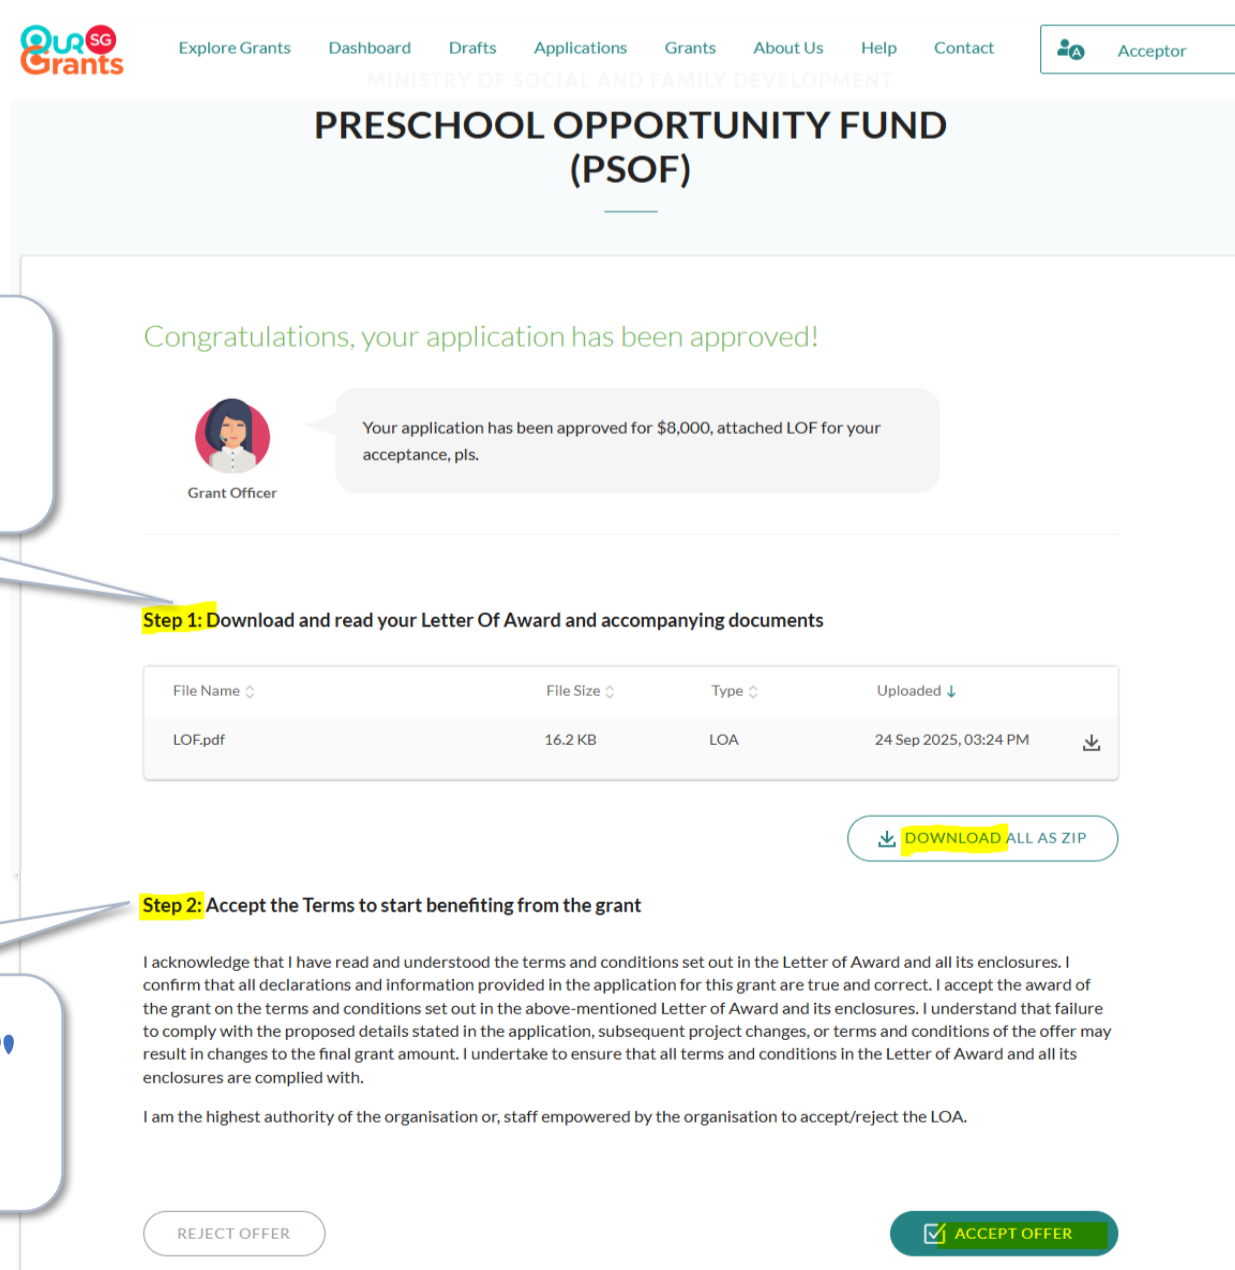 OUR SG
Grants
Explore Grants Dashboard Drafts Applications Grants About Us Help Contact Acceptor
MINISTRY OF SOCIAL AND FAMILY DEVELOPMENT
PRESCHOOL OPPORTUNITY FUND
(PSOF)
Congratulations, your application has been approved!
Your application has been approved for $8,000, attached LOF for your
acceptance, pls.
Grant Officer
Step 1: Download and read your Letter Of Award and accompanying documents
File Name File Size Type Uploaded
LOF.pdf 16.2 KB LOA 24 Sep 2025, 03:24 PM
DOWNLOAD ALL AS ZIP
Step 2: Accept the Terms to start benefiting from the grant
I acknowledge that I have read and understood the terms and conditions set out in the Letter of Award and all its enclosures. I
confirm that all declarations and information provided in the application for this grant are true and correct. I accept the award of
the grant on the terms and conditions set out in the above-mentioned Letter of Award and its enclosures. I understand that failure
to comply with the proposed details stated in the application, subsequent project changes, or terms and conditions of the offer may
result in changes to the final grant amount. I undertake to ensure that all terms and conditions in the Letter of Award and all its
enclosures are complied with.
I am the highest authority of the organisation or, staff empowered by the organisation to accept/reject the LOA.
REJECT OFFER ACCEPT OFFER